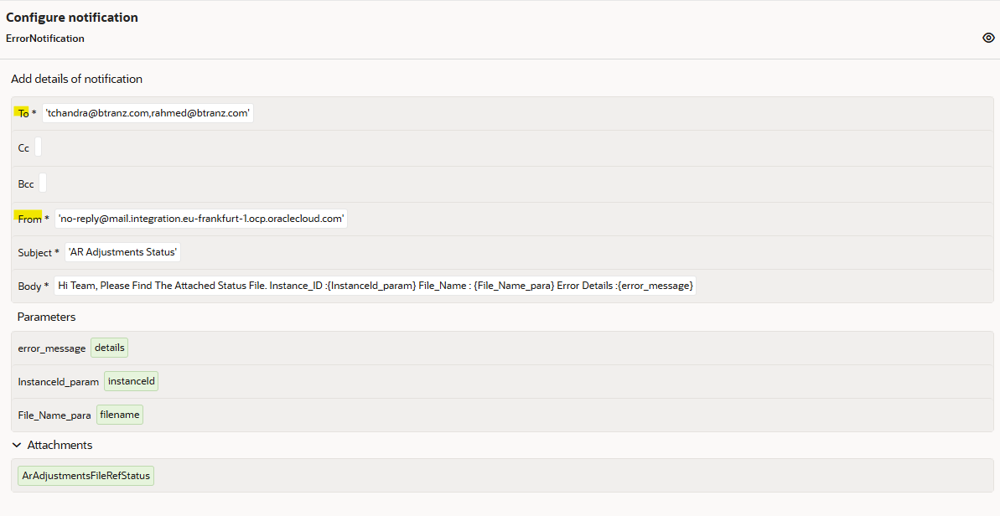 Configure notification
ErrorNotification
Add details of notification
To * 'tchandra@btranz.com,rahmed@btranz.com'
Cc
Bcc
From * 'no-reply@mail.integration.eu-frankfurt-1.ocp.oraclecloud.com'
Subject * 'AR Adjustments Status'
Body * Hi Team, Please Find The Attached Status File. Instance_ID :{InstanceId_param} File_Name : {File_Name_para} Error Details :{error_message}
Parameters
error_message details
InstanceId_param instanceId
File_Name_para filename
Attachments
ArAdjustmentsFileRefStatus